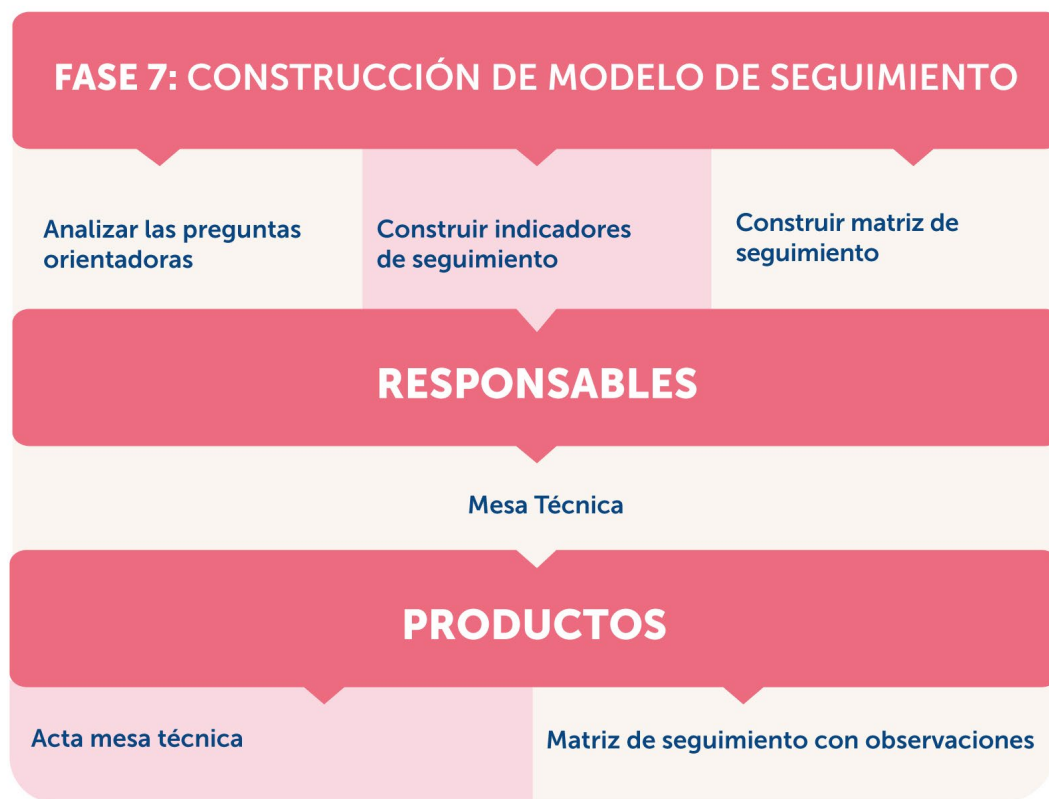 FASE 7: CONSTRUCCIÓN DE MODELO DE SEGUIMIENTO
Analizar las preguntas
orientadoras
Construir indicadores
de seguimiento
Construir matriz de
seguimiento
RESPONSABLES
Mesa Técnica
PRODUCTOS
Acta mesa técnica
Matriz de seguimiento con observaciones